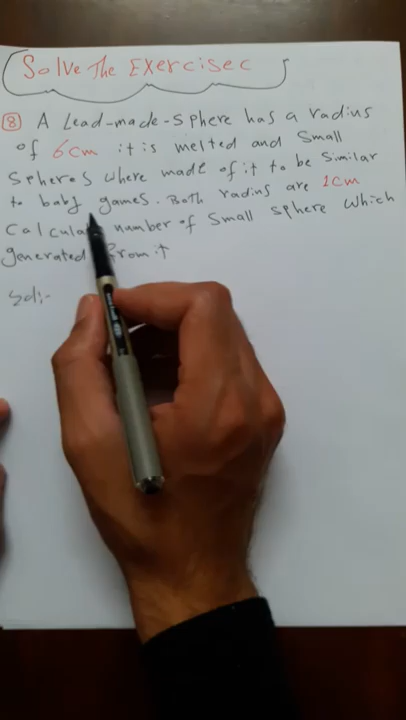 Solve The Exercisec
8 A Lead-made-Sphere has a radius
of 6cm it is melted and Small
Spheres where made of it to be Similar
to baby games. Both radius are 1cm
Calculat number of Small sphere which
generated from it
Sol:-